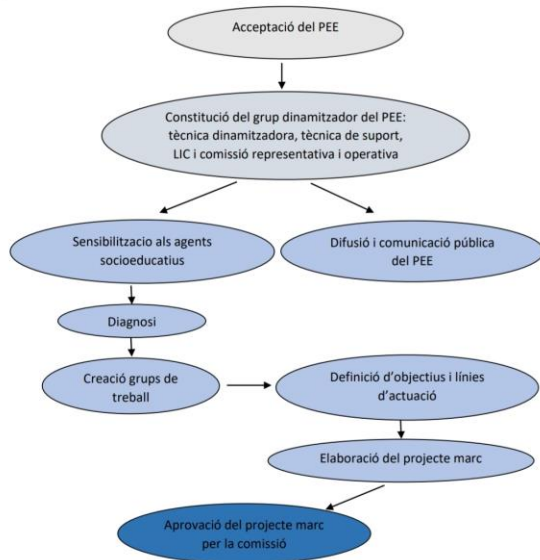 Acceptació del PEE
Constitució del grup dinamitzador del PEE:
tècnica dinamitzadora, tècnica de suport,
LIC i comissió representativa i operativa
Sensibilització als agents
socioeducatius
Difusió i comunicació pública
del PEE
Diagnosi
Creació grups de
treball
Definició d'objectius i línies
d'actuació
Elaboració del projecte marc
Aprovació del projecte marc
per la comissió